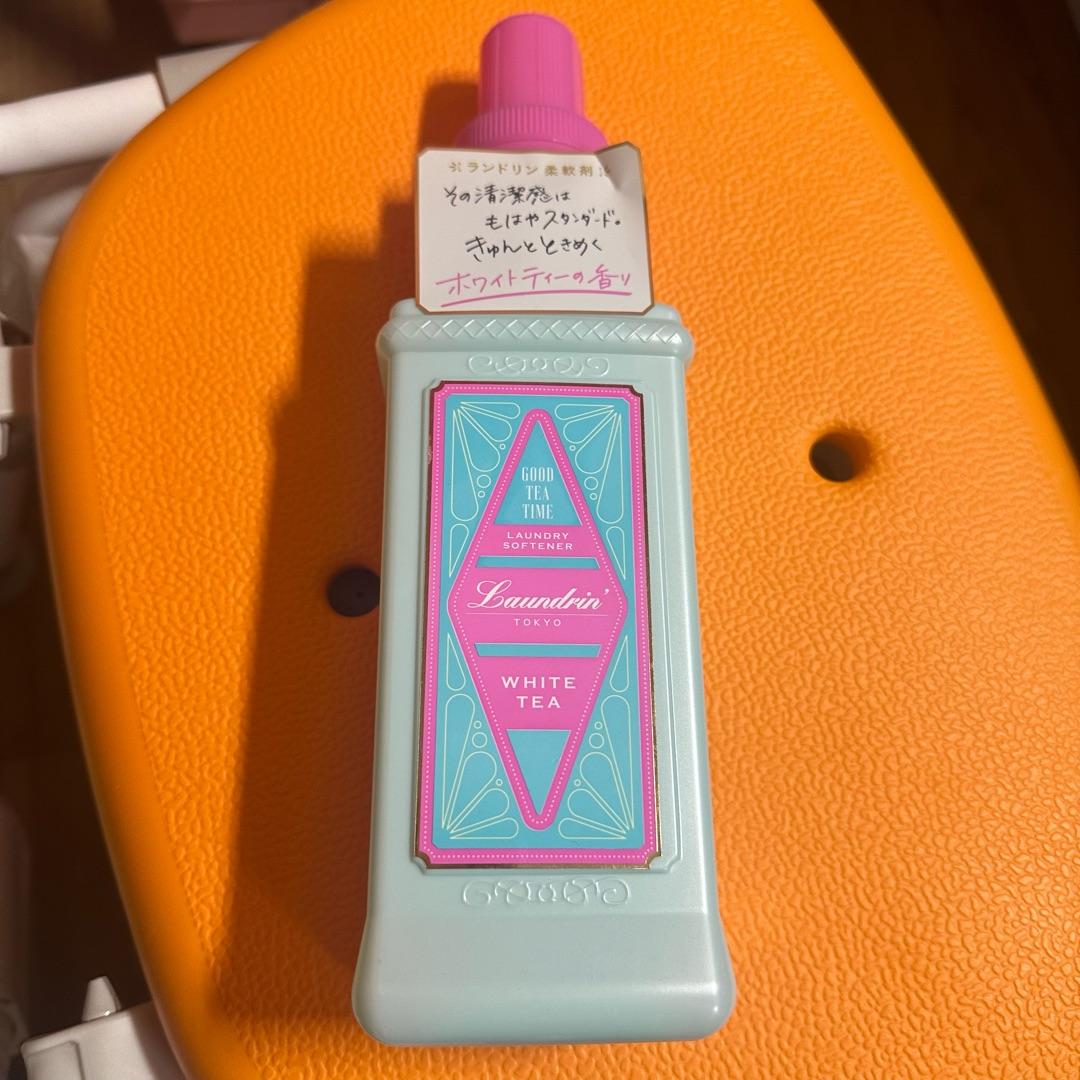 ランドリン 柔軟剤
その清潔感は
もはやスタンダード。
きゅんとときめく
ホワイトティーの香り
GOOD
TEA
TIME
LAUNDRY
SOFTENER
Laundrin'
TOKYO
WHITE
TEA